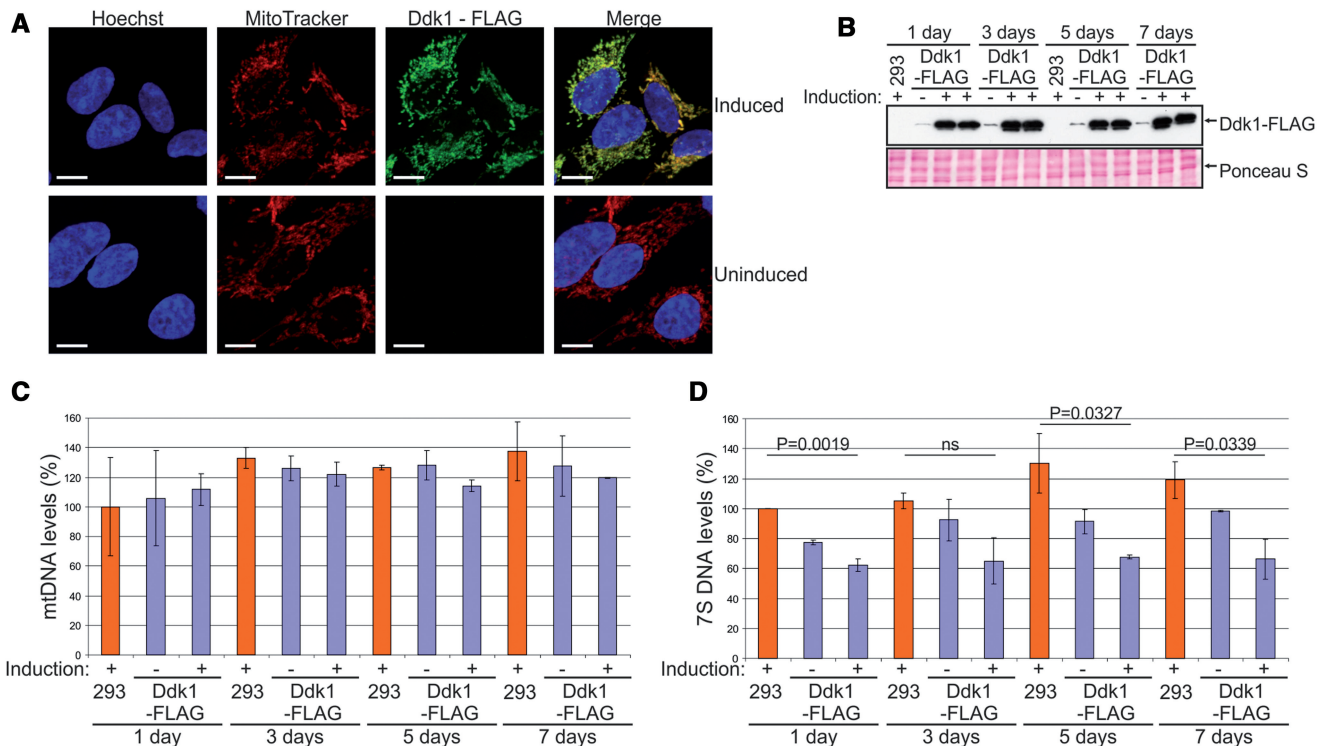 A
Hoechst MitoTracker Ddk1 - FLAG Merge
Induced
Uninduced
B
1 day 3 days 5 days 7 days
293 Ddk1 -FLAG Ddk1 -FLAG 293 Ddk1 -FLAG Ddk1 -FLAG
Induction: + - + + - + + + - + + - + +
Ddk1-FLAG
Ponceau S
C
mtDNA levels (%)
160
140
120
100
80
60
40
20
0
Induction: + - + + - + + - + + - +
293 Ddk1 293 Ddk1 293 Ddk1 293 Ddk1
-FLAG -FLAG -FLAG -FLAG
1 day 3 days 5 days 7 days
D
7S DNA levels (%)
160
140
120
100
80
60
40
20
0
P=0.0019 ns P=0.0327 P=0.0339
Induction: + - + + - + + - + + - +
293 Ddk1 293 Ddk1 293 Ddk1 293 Ddk1
-FLAG -FLAG -FLAG -FLAG
1 day 3 days 5 days 7 days